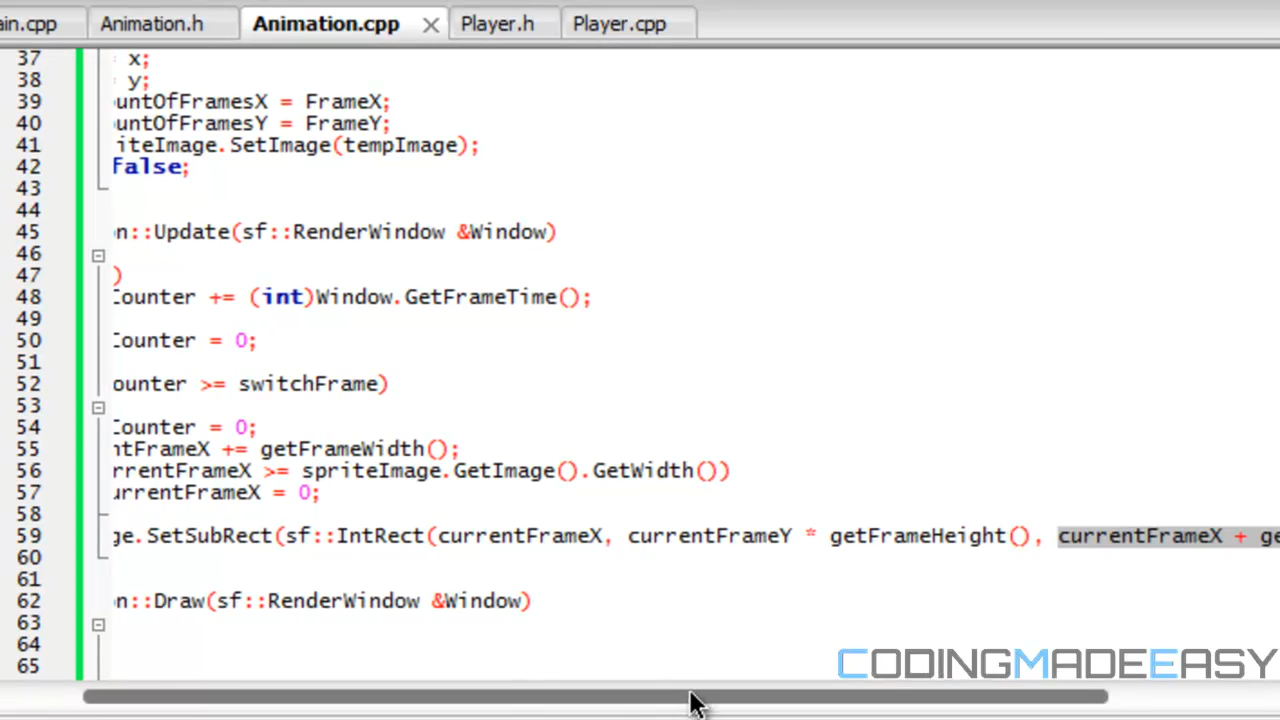 ain.cpp Animation.h Animation.cpp Player.h Player.cpp
37 x;
38 y;
39 untOfFramesX = FrameX;
40 untOfFramesY = FrameY;
41 iteImage.SetImage(tempImage);
42 false;
43
44
45 n::Update(sf::RenderWindow &Window)
46
47 )
48 Counter += (int)Window.GetFrameTime();
49
50 Counter = 0;
51
52 ounter >= switchFrame)
53
54 Counter = 0;
55 ntFrameX += getFrameWidth();
56 rrentFrameX >= spriteImage.GetImage().GetWidth())
57 urrentFrameX = 0;
58
59 ge.SetSubRect(sf::IntRect(currentFrameX, currentFrameY * getFrameHeight(), currentFrameX + ge
60
61
62 n::Draw(sf::RenderWindow &Window)
63
64
65
CODINGMADEEASY